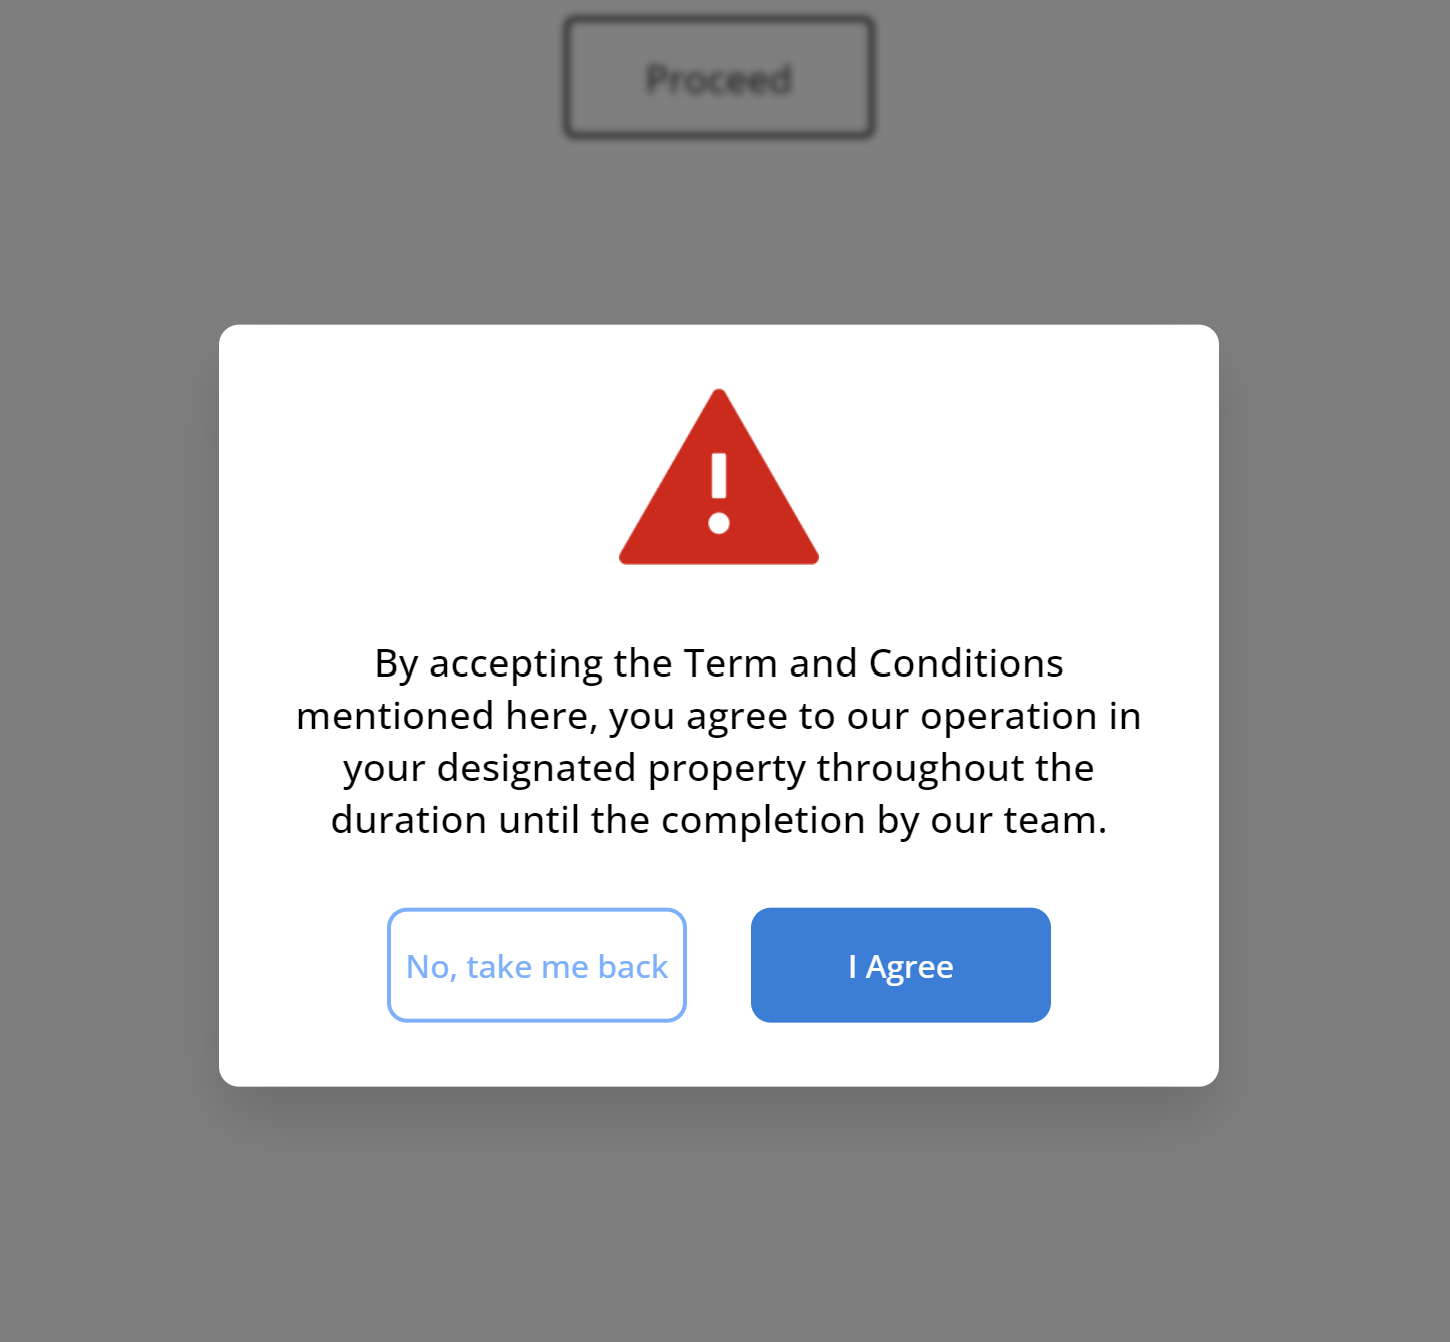 Proceed
By accepting the Term and Conditions
mentioned here, you agree to our operation in
your designated property throughout the
duration until the completion by our team.
No, take me back
I Agree